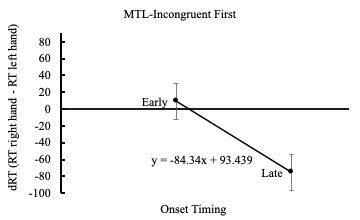 MTL-Incongruent First
dRT (RT right hand - RT left hand)
80
60
40
20
0
-20
-40
-60
-80
-100
Early
y = -84.34x + 93.439
Late
Onset Timing